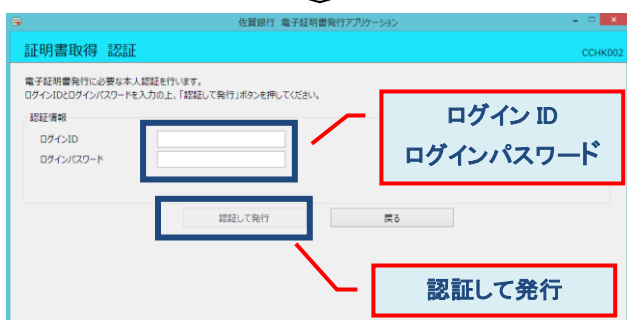 佐賀銀行 電子証明書発行アプリケーション
証明書取得 認証
CCHK002
電子証明書発行に必要な本人認証を行います。
ログインIDとログインパスワードを入力の上、「認証して発行」ボタンを押してください。
認証情報
ログインID
ログインパスワード
ログイン ID
ログインパスワード
認証して発行
戻る
認証して発行